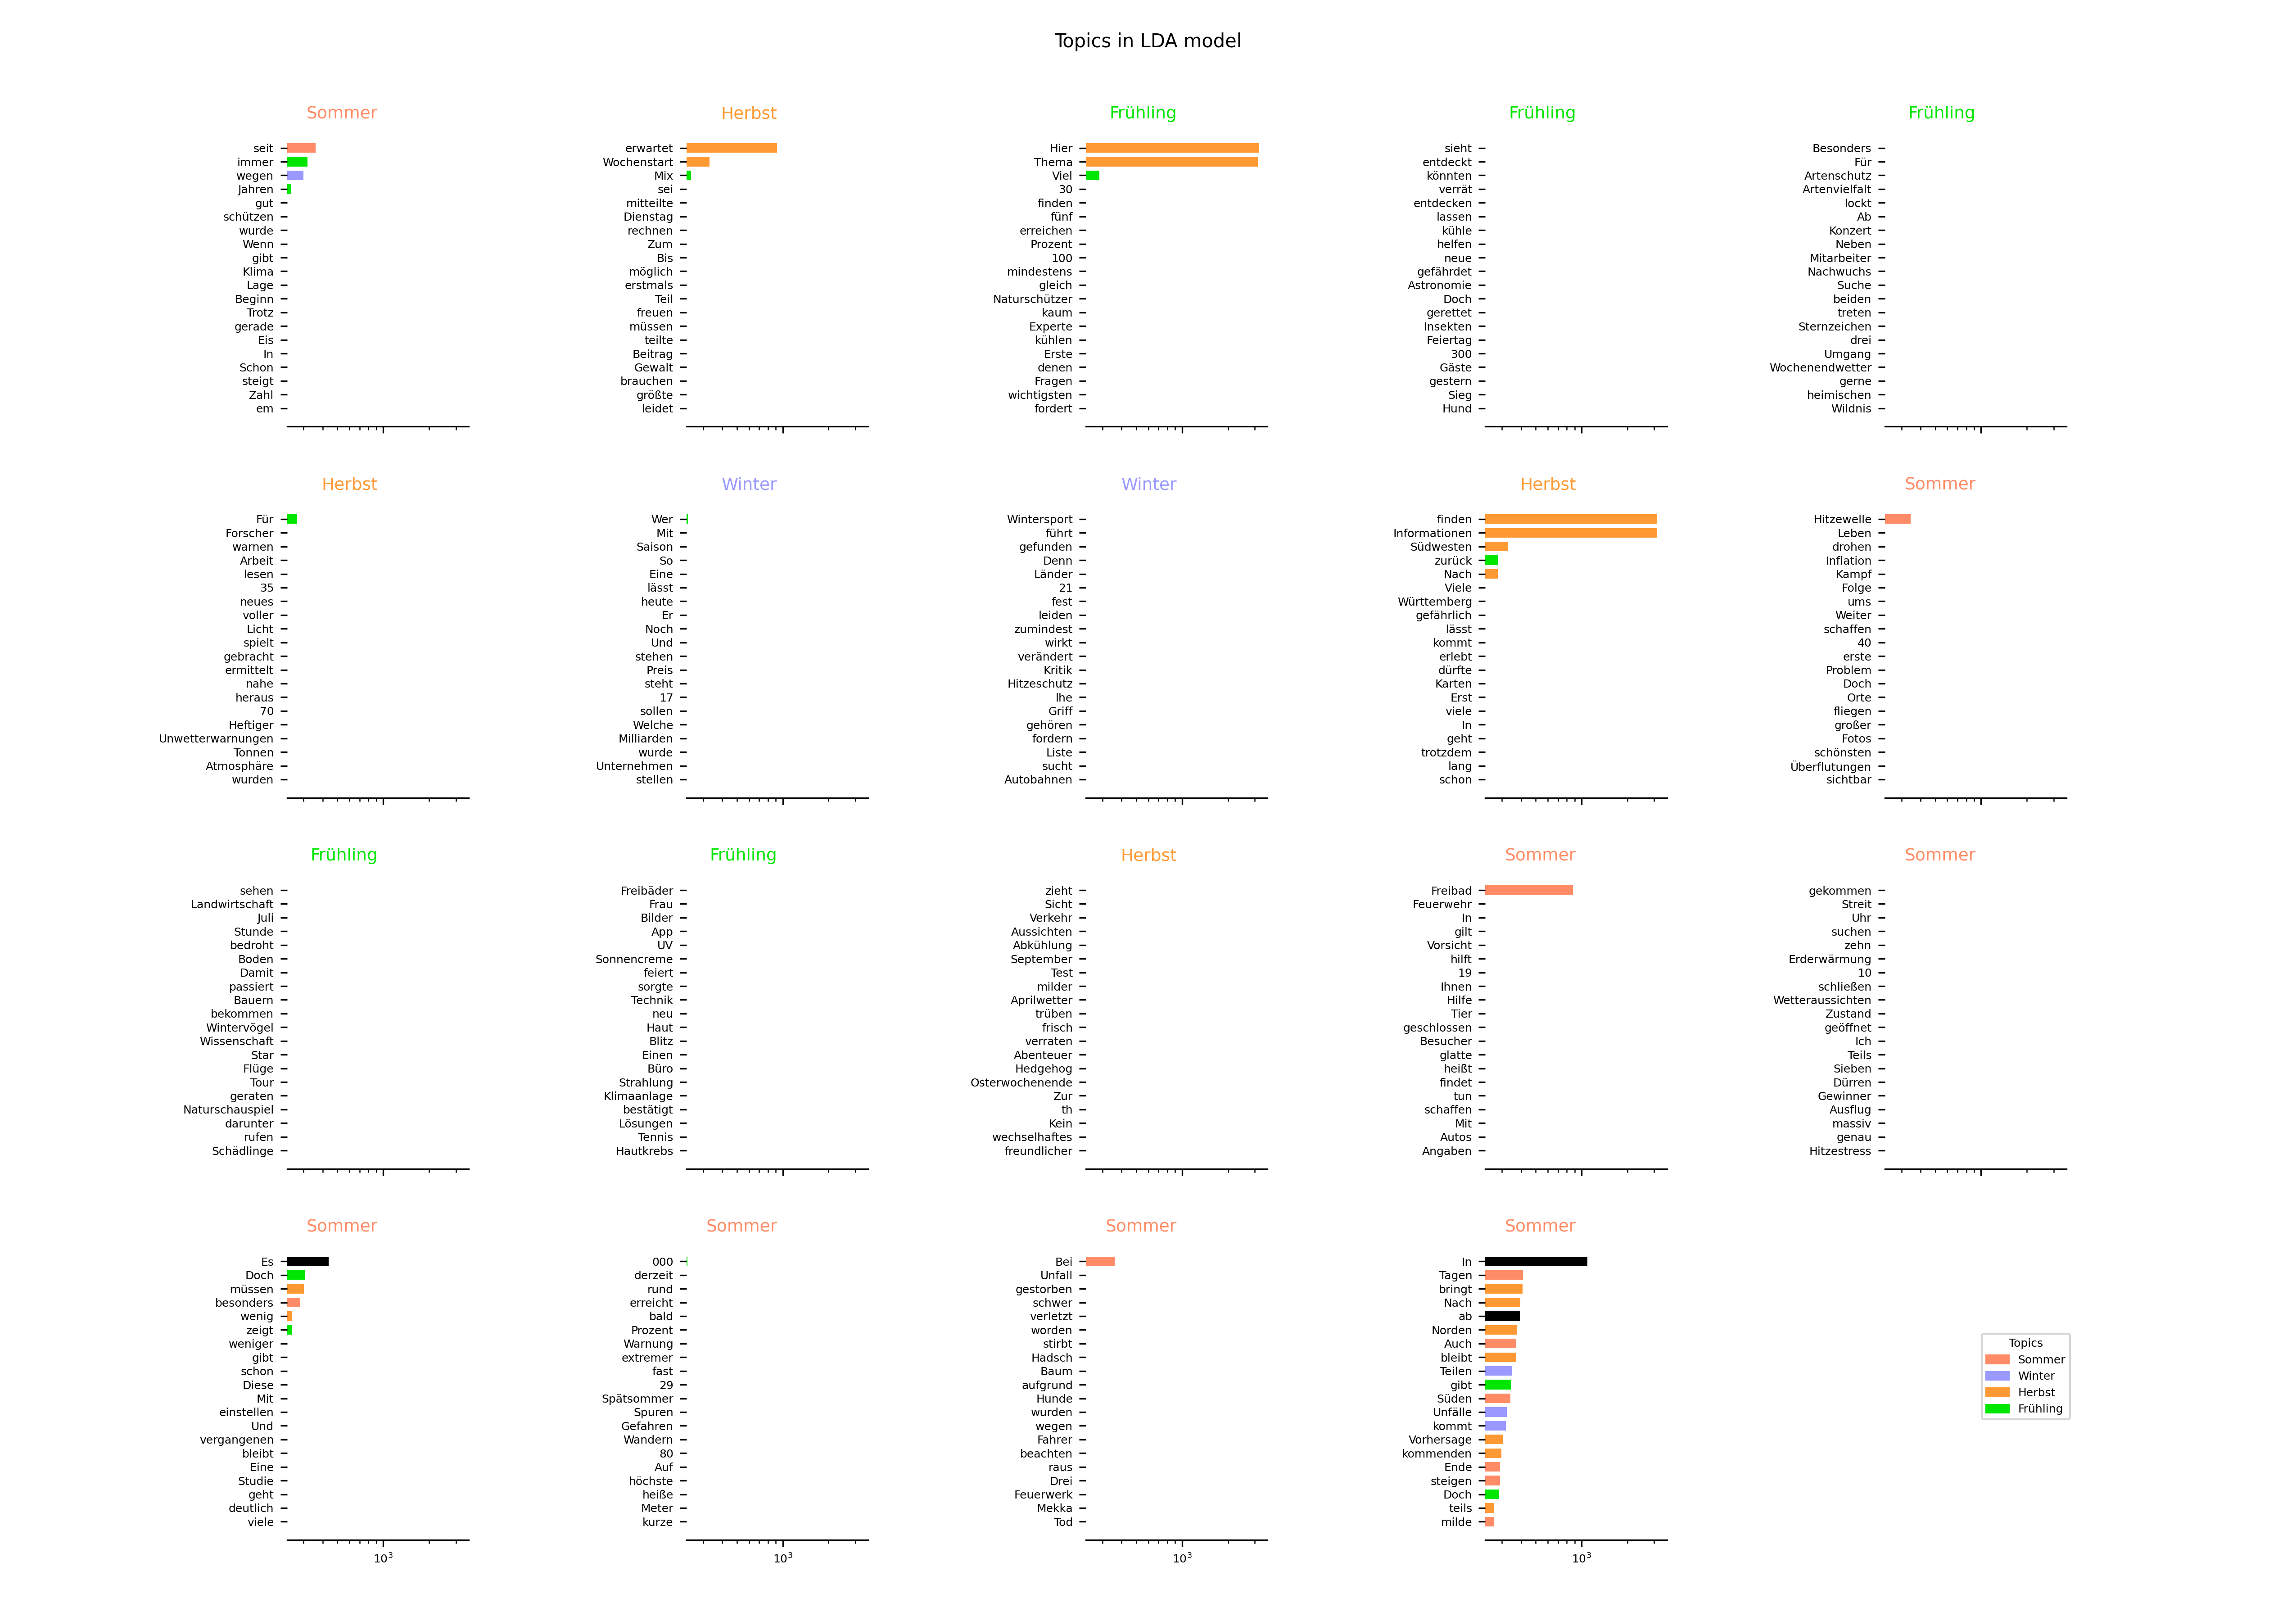 Topics in LDA model
Sommer
seit
immer
wegen
Jahren
gut
schützen
wurde
Wenn
gibt
Klima
Lage
Beginn
Trotz
gerade
Eis
In
Schon
steigt
Zahl
em
Herbst
erwartet
Wochenstart
Mix
sei
mitteilte
Dienstag
rechnen
Zum
Bis
möglich
erstmals
Teil
freuen
müssen
teilte
Beitrag
Gewalt
brauchen
größte
leidet
Frühling
Hier
Thema
Viel
30
finden
fünf
erreichen
Prozent
100
mindestens
gleich
Naturschützer
kaum
Experte
kühlen
Erste
denen
Fragen
wichtigsten
fordert
Frühling
sieht
entdeckt
könnten
verrät
entdecken
lassen
kühle
helfen
neue
gefährdet
Astronomie
Doch
gerettet
Insekten
Feiertag
300
Gäste
gestern
Sieg
Hund
Frühling
Besonders
Für
Artenschutz
Artenvielfalt
lockt
Ab
Konzert
Neben
Mitarbeiter
Nachwuchs
Suche
beiden
treten
Sternzeichen
drei
Umgang
Wochenendwetter
gerne
heimischen
Wildnis
Herbst
Für
Forscher
warnen
Arbeit
lesen
35
neues
voller
Licht
spielt
gebracht
ermittelt
nahe
heraus
70
Heftiger
Unwetterwarnungen
Tonnen
Atmosphäre
wurden
Winter
Wer
Mit
Saison
So
Eine
lässt
heute
Er
Noch
Und
stehen
Preis
steht
17
sollen
Welche
Milliarden
wurde
Unternehmen
stellen
Winter
Wintersport
führt
gefunden
Denn
Länder
21
fest
leiden
zumindest
wirkt
verändert
Kritik
Hitzeschutz
lhe
Griff
gehören
fordern
Liste
sucht
Autobahnen
Herbst
finden
Informationen
Südwesten
zurück
Nach
Viele
Württemberg
gefährlich
lässt
kommt
erlebt
dürfte
Karten
Erst
viele
In
geht
trotzdem
lang
schon
Sommer
Hitzewelle
Leben
drohen
Inflation
Kampf
Folge
ums
Weiter
schaffen
40
erste
Problem
Doch
Orte
fliegen
großer
Fotos
schönsten
Überflutungen
sichtbar
Frühling
sehen
Landwirtschaft
Juli
Stunde
bedroht
Boden
Damit
passiert
Bauern
bekommen
Wintervögel
Wissenschaft
Star
Flüge
Tour
geraten
Naturschauspiel
darunter
rufen
Schädlinge
Frühling
Freibäder
Frau
Bilder
App
UV
Sonnencreme
feiert
sorgte
Technik
neu
Haut
Blitz
Einen
Büro
Strahlung
Klimaanlage
bestätigt
Lösungen
Tennis
Hautkrebs
Herbst
zieht
Sicht
Verkehr
Aussichten
Abkühlung
September
Test
milder
Aprilwetter
trüben
frisch
verraten
Abenteuer
Hedgehog
Osterwochenende
Zur
th
Kein
wechselhaftes
freundlicher
Sommer
Freibad
Feuerwehr
In
gilt
Vorsicht
hilft
19
Ihnen
Hilfe
Tier
geschlossen
Besucher
glatte
heißt
findet
tun
schaffen
Mit
Autos
Angaben
Sommer
gekommen
Streit
Uhr
suchen
zehn
Erderwärmung
10
schließen
Wetteraussichten
Zustand
geöffnet
Ich
Teils
Sieben
Dürren
Gewinner
Ausflug
massiv
genau
Hitzestress
Sommer
Es
Doch
müssen
besonders
wenig
zeigt
weniger
gibt
schon
Diese
Mit
einstellen
Und
vergangenen
bleibt
Eine
Studie
geht
deutlich
viele
10³
Sommer
000
derzeit
rund
erreicht
bald
Prozent
Warnung
extremer
fast
29
Spätsommer
Spuren
Gefahren
Wandern
80
Auf
höchste
heiße
Meter
kurze
10³
Sommer
Bei
Unfall
gestorben
schwer
verletzt
worden
stirbt
Hadsch
Baum
aufgrund
Hunde
wurden
wegen
Fahrer
beachten
raus
Drei
Feuerwerk
Mekka
Tod
10³
Sommer
In
Tagen
bringt
Nach
ab
Norden
Auch
bleibt
Teilen
gibt
Süden
Unfälle
kommt
Vorhersage
kommenden
Ende
steigen
Doch
teils
milde
10³
Topics
Sommer
Winter
Herbst
Frühling